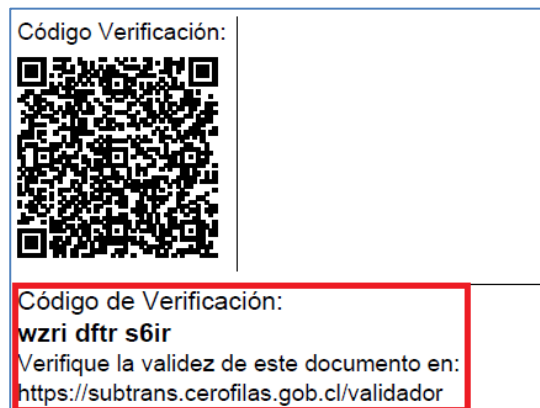 Código Verificación:
Código de Verificación:
wzri dftr s6ir
Verifique la validez de este documento en:
https://subtrans.cerofilas.gob.cl/validador